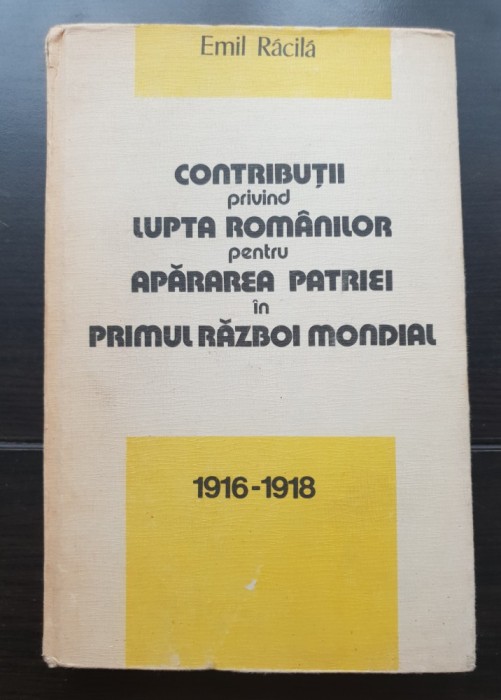 Emil Răcilă
CONTRIBUȚII
privind
LUPTA ROMÂNILOR
pentru
APĂRAREA PATRIEI
în
PRIMUL RĂZBOI MONDIAL
1916-1918